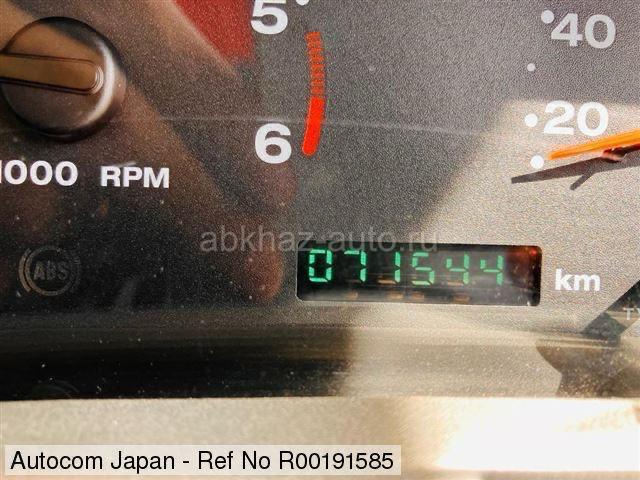 5
40
6
20
1000 RPM
abkhaz-auto.ru
ABS
071544 km
Autocom Japan - Ref No R00191585